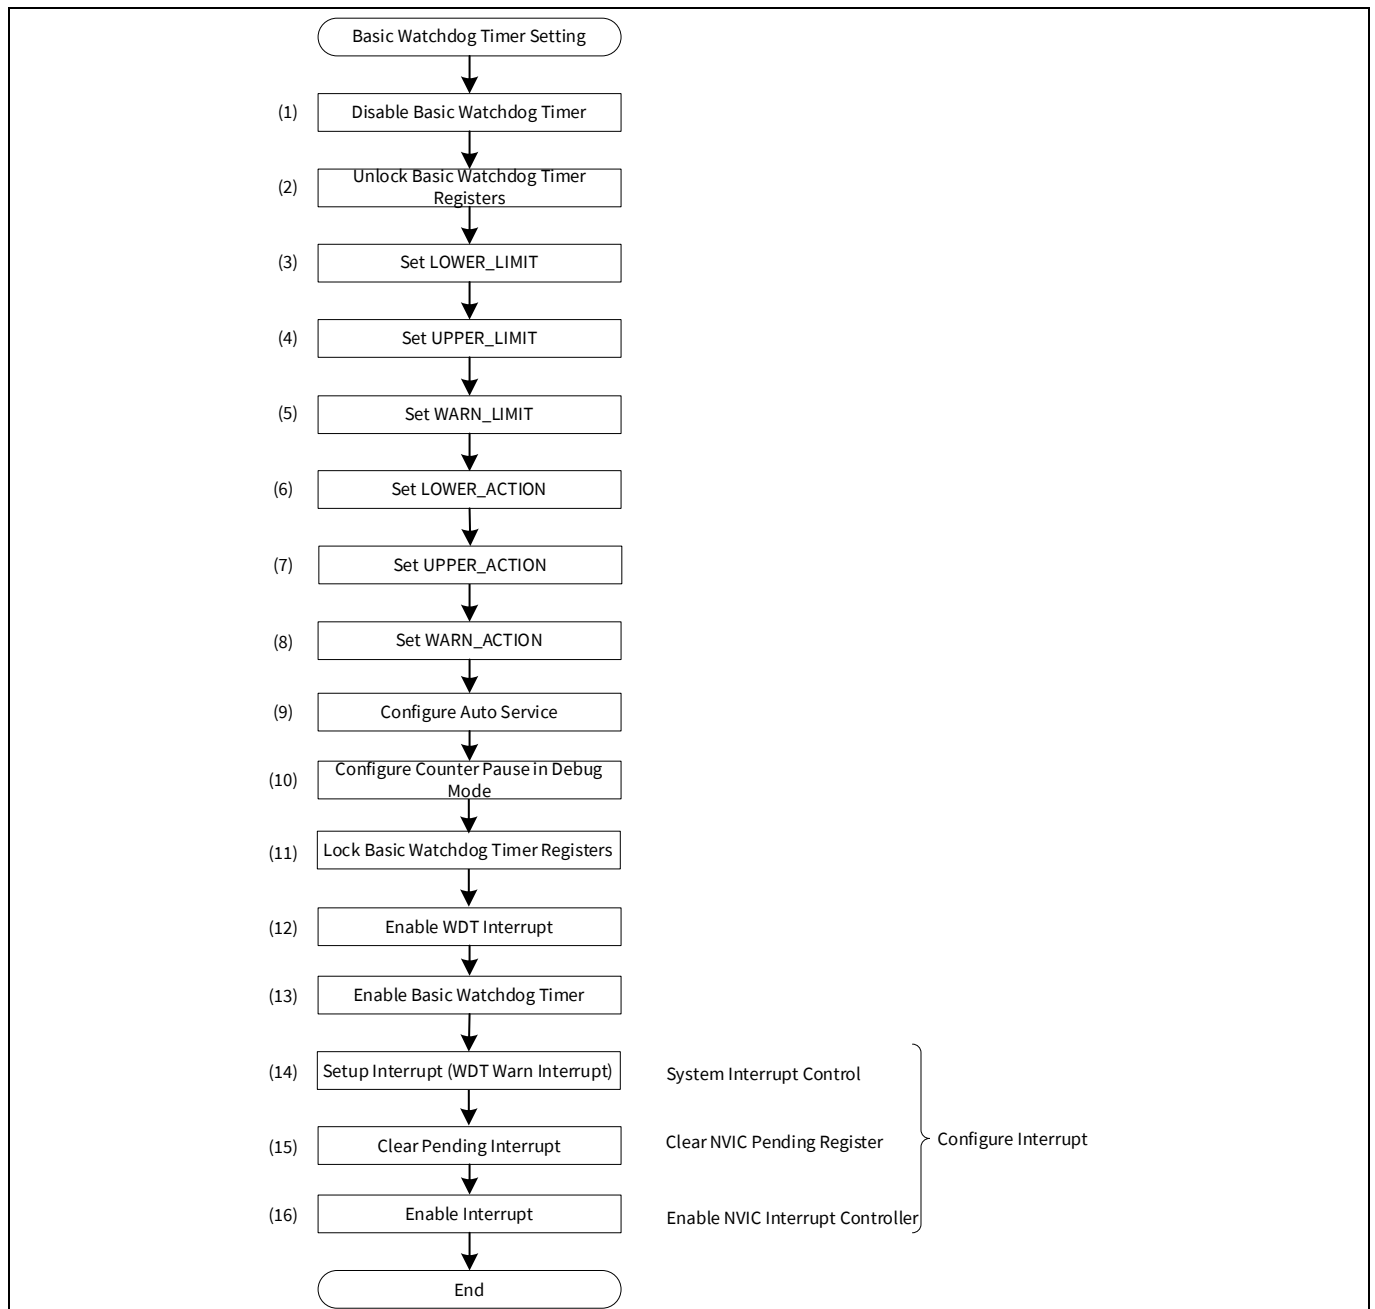 Basic Watchdog Timer Setting
(1) Disable Basic Watchdog Timer
(2) Unlock Basic Watchdog Timer
Registers
(3) Set LOWER_LIMIT
(4) Set UPPER_LIMIT
(5) Set WARN_LIMIT
(6) Set LOWER_ACTION
(7) Set UPPER_ACTION
(8) Set WARN_ACTION
(9) Configure Auto Service
(10) Configure Counter Pause in Debug
Mode
(11) Lock Basic Watchdog Timer Registers
(12) Enable WDT Interrupt
(13) Enable Basic Watchdog Timer
(14) Setup Interrupt (WDT Warn Interrupt) System Interrupt Control
Configure Interrupt
(15) Clear Pending Interrupt Clear NVIC Pending Register
(16) Enable Interrupt Enable NVIC Interrupt Controller
End